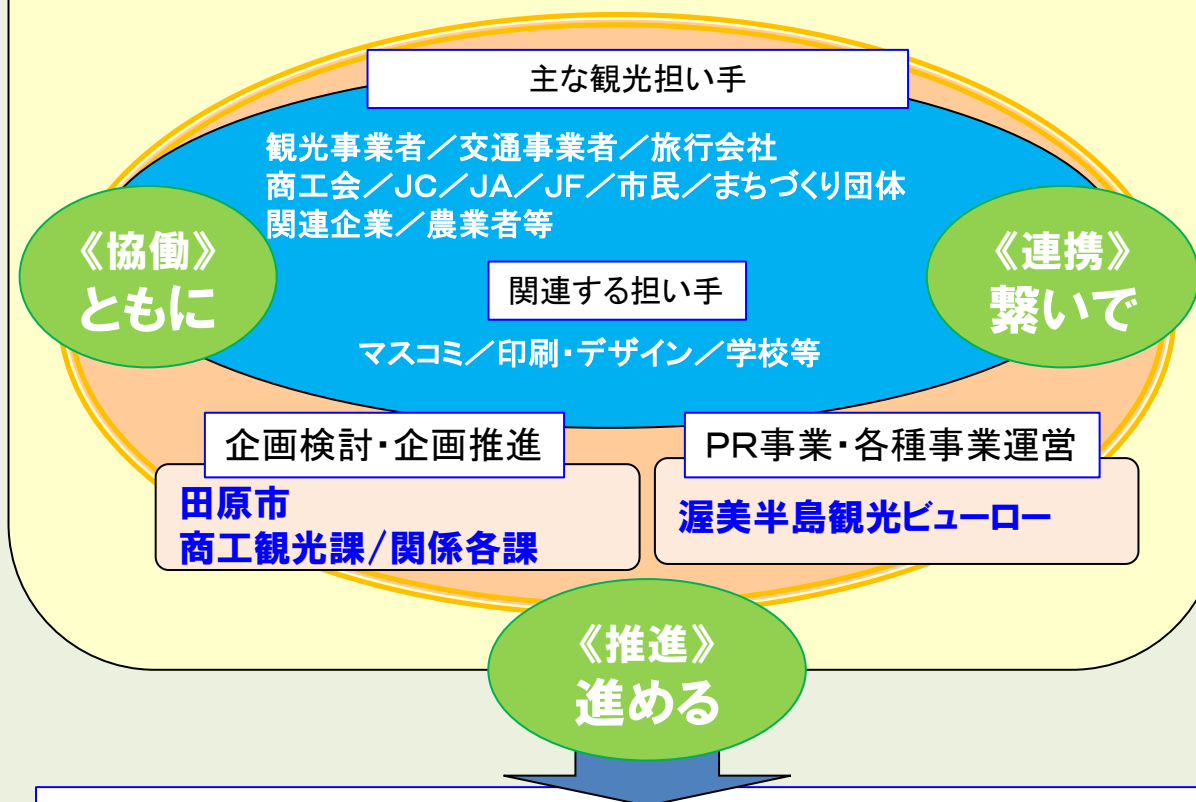 主な観光担い手
観光事業者／交通事業者／旅行会社
商工会／ＪＣ／ＪＡ／ＪＦ／市民／まちづくり団体
関連企業／農業者等
《協働》
ともに
《連携》
繋いで
関連する担い手
マスコミ／印刷・デザイン／学校等
企画検討・企画推進
田原市
商工観光課/関係各課
ＰＲ事業・各種事業運営
渥美半島観光ビューロー
《推進》
進める